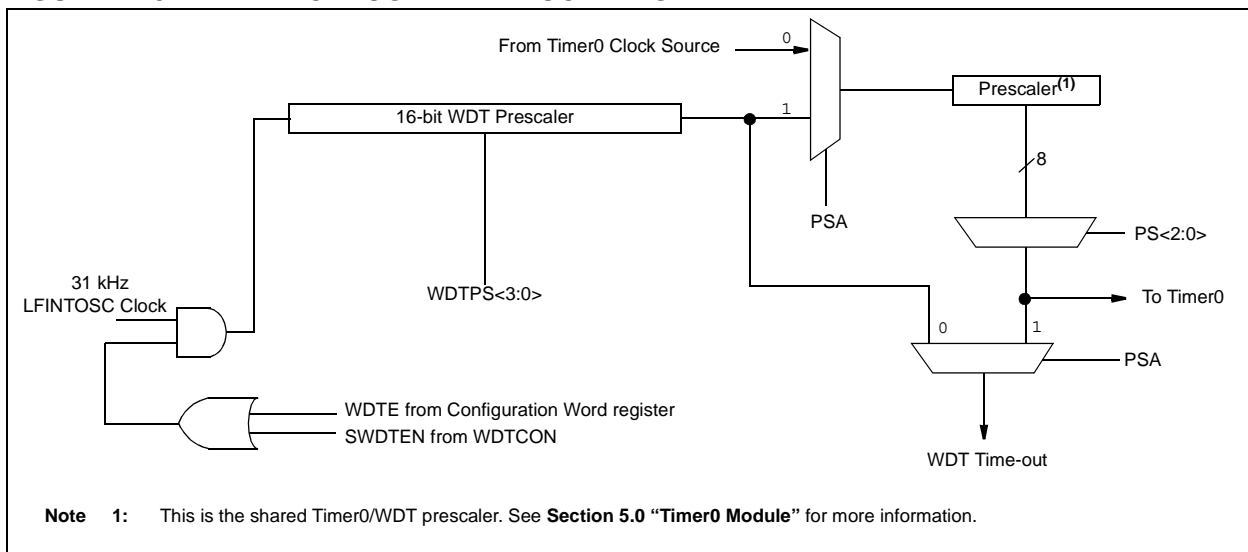 From Timer0 Clock Source
0
1
Prescaler(1)
16-bit WDT Prescaler
8
PSA
PS<2:0>
31 kHz
LFINTOSC Clock
WDTPS<3:0>
To Timer0
0
1
PSA
WDTE from Configuration Word register
SWDTEN from WDTCON
WDT Time-out
Note 1: This is the shared Timer0/WDT prescaler. See Section 5.0 “Timer0 Module” for more information.